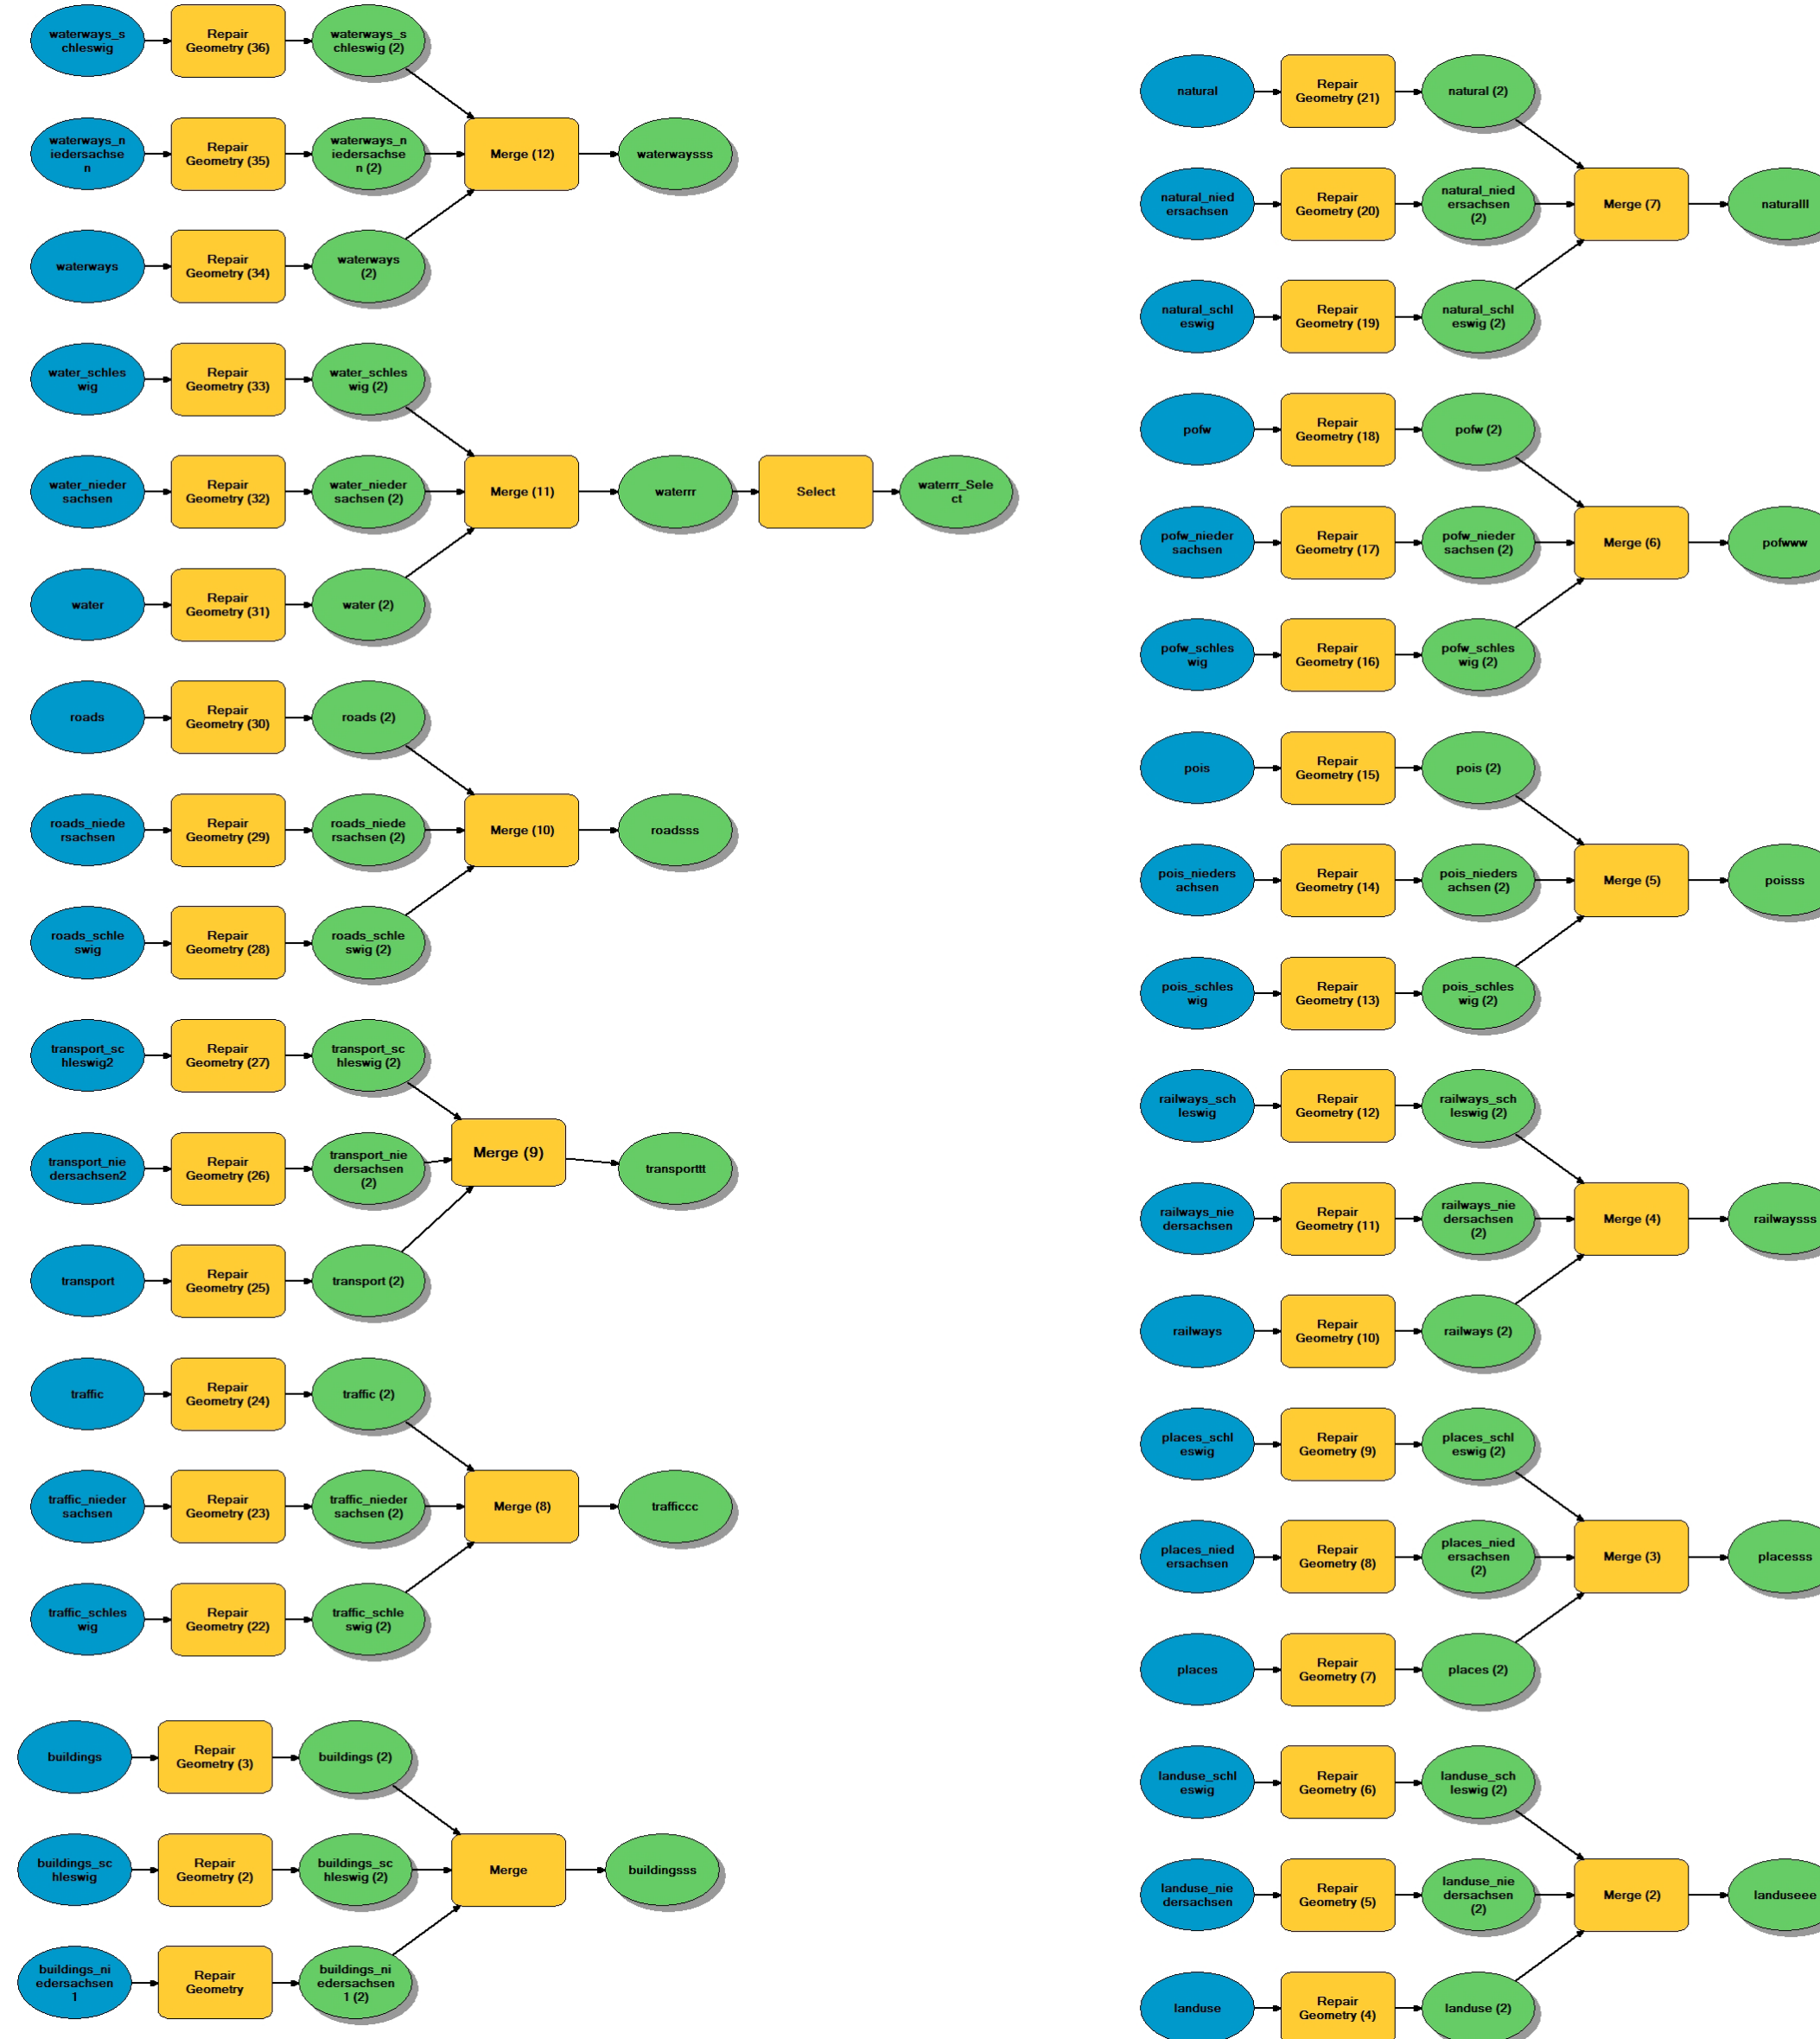 waterways_s
chleswig
Repair
Geometry (36)
waterways_s
chleswig (2)
waterways_n
iedersachse
n
Repair
Geometry (35)
waterways_n
iedersachse
n (2)
Merge (12)
waterwaysss
waterways
Repair
Geometry (34)
waterways
(2)
water_schles
wig
Repair
Geometry (33)
water_schles
wig (2)
water_nieder
sachsen
Repair
Geometry (32)
water_nieder
sachsen (2)
Merge (11)
waterrr
Select
waterrr_Sele
ct
water
Repair
Geometry (31)
water (2)
roads
Repair
Geometry (30)
roads (2)
roads_niede
rsachsen
Repair
Geometry (29)
roads_niede
rsachsen (2)
Merge (10)
roadsss
roads_schle
swig
Repair
Geometry (28)
roads_schle
swig (2)
transport_sc
hleswig2
Repair
Geometry (27)
transport_sc
hleswig (2)
transport_nie
dersachsen2
Repair
Geometry (26)
transport_nie
dersachsen
(2)
Merge (9)
transporttt
transport
Repair
Geometry (25)
transport (2)
traffic
Repair
Geometry (24)
traffic (2)
traffic_nieder
sachsen
Repair
Geometry (23)
traffic_nieder
sachsen (2)
Merge (8)
trafficcc
traffic_schles
wig
Repair
Geometry (22)
traffic_schle
swig (2)
buildings
Repair
Geometry (3)
buildings (2)
buildings_sc
hleswig
Repair
Geometry (2)
buildings_sc
hleswig (2)
Merge
buildingsss
buildings_ni
edersachsen
1
Repair
Geometry
buildings_ni
edersachsen
1 (2)
natural
Repair
Geometry (21)
natural (2)
natural_nied
ersachsen
Repair
Geometry (20)
natural_nied
ersachsen
(2)
Merge (7)
naturalll
natural_schl
eswig
Repair
Geometry (19)
natural_schl
eswig (2)
pofw
Repair
Geometry (18)
pofw (2)
pofw_nieder
sachsen
Repair
Geometry (17)
pofw_nieder
sachsen (2)
Merge (6)
pofwww
pofw_schles
wig
Repair
Geometry (16)
pofw_schles
wig (2)
pois
Repair
Geometry (15)
pois (2)
pois_nieders
achsen
Repair
Geometry (14)
pois_nieders
achsen (2)
Merge (5)
poisss
pois_schles
wig
Repair
Geometry (13)
pois_schles
wig (2)
railways_sch
leswig
Repair
Geometry (12)
railways_sch
leswig (2)
railways_nie
dersachsen
Repair
Geometry (11)
railways_nie
dersachsen
(2)
Merge (4)
railwaysss
railways
Repair
Geometry (10)
railways (2)
places_schl
eswig
Repair
Geometry (9)
places_schl
eswig (2)
places_nied
ersachsen
Repair
Geometry (8)
places_nied
ersachsen
(2)
Merge (3)
placesss
places
Repair
Geometry (7)
places (2)
landuse_schl
eswig
Repair
Geometry (6)
landuse_sch
leswig (2)
landuse_nie
dersachsen
Repair
Geometry (5)
landuse_nie
dersachsen
(2)
Merge (2)
landuseee
landuse
Repair
Geometry (4)
landuse (2)